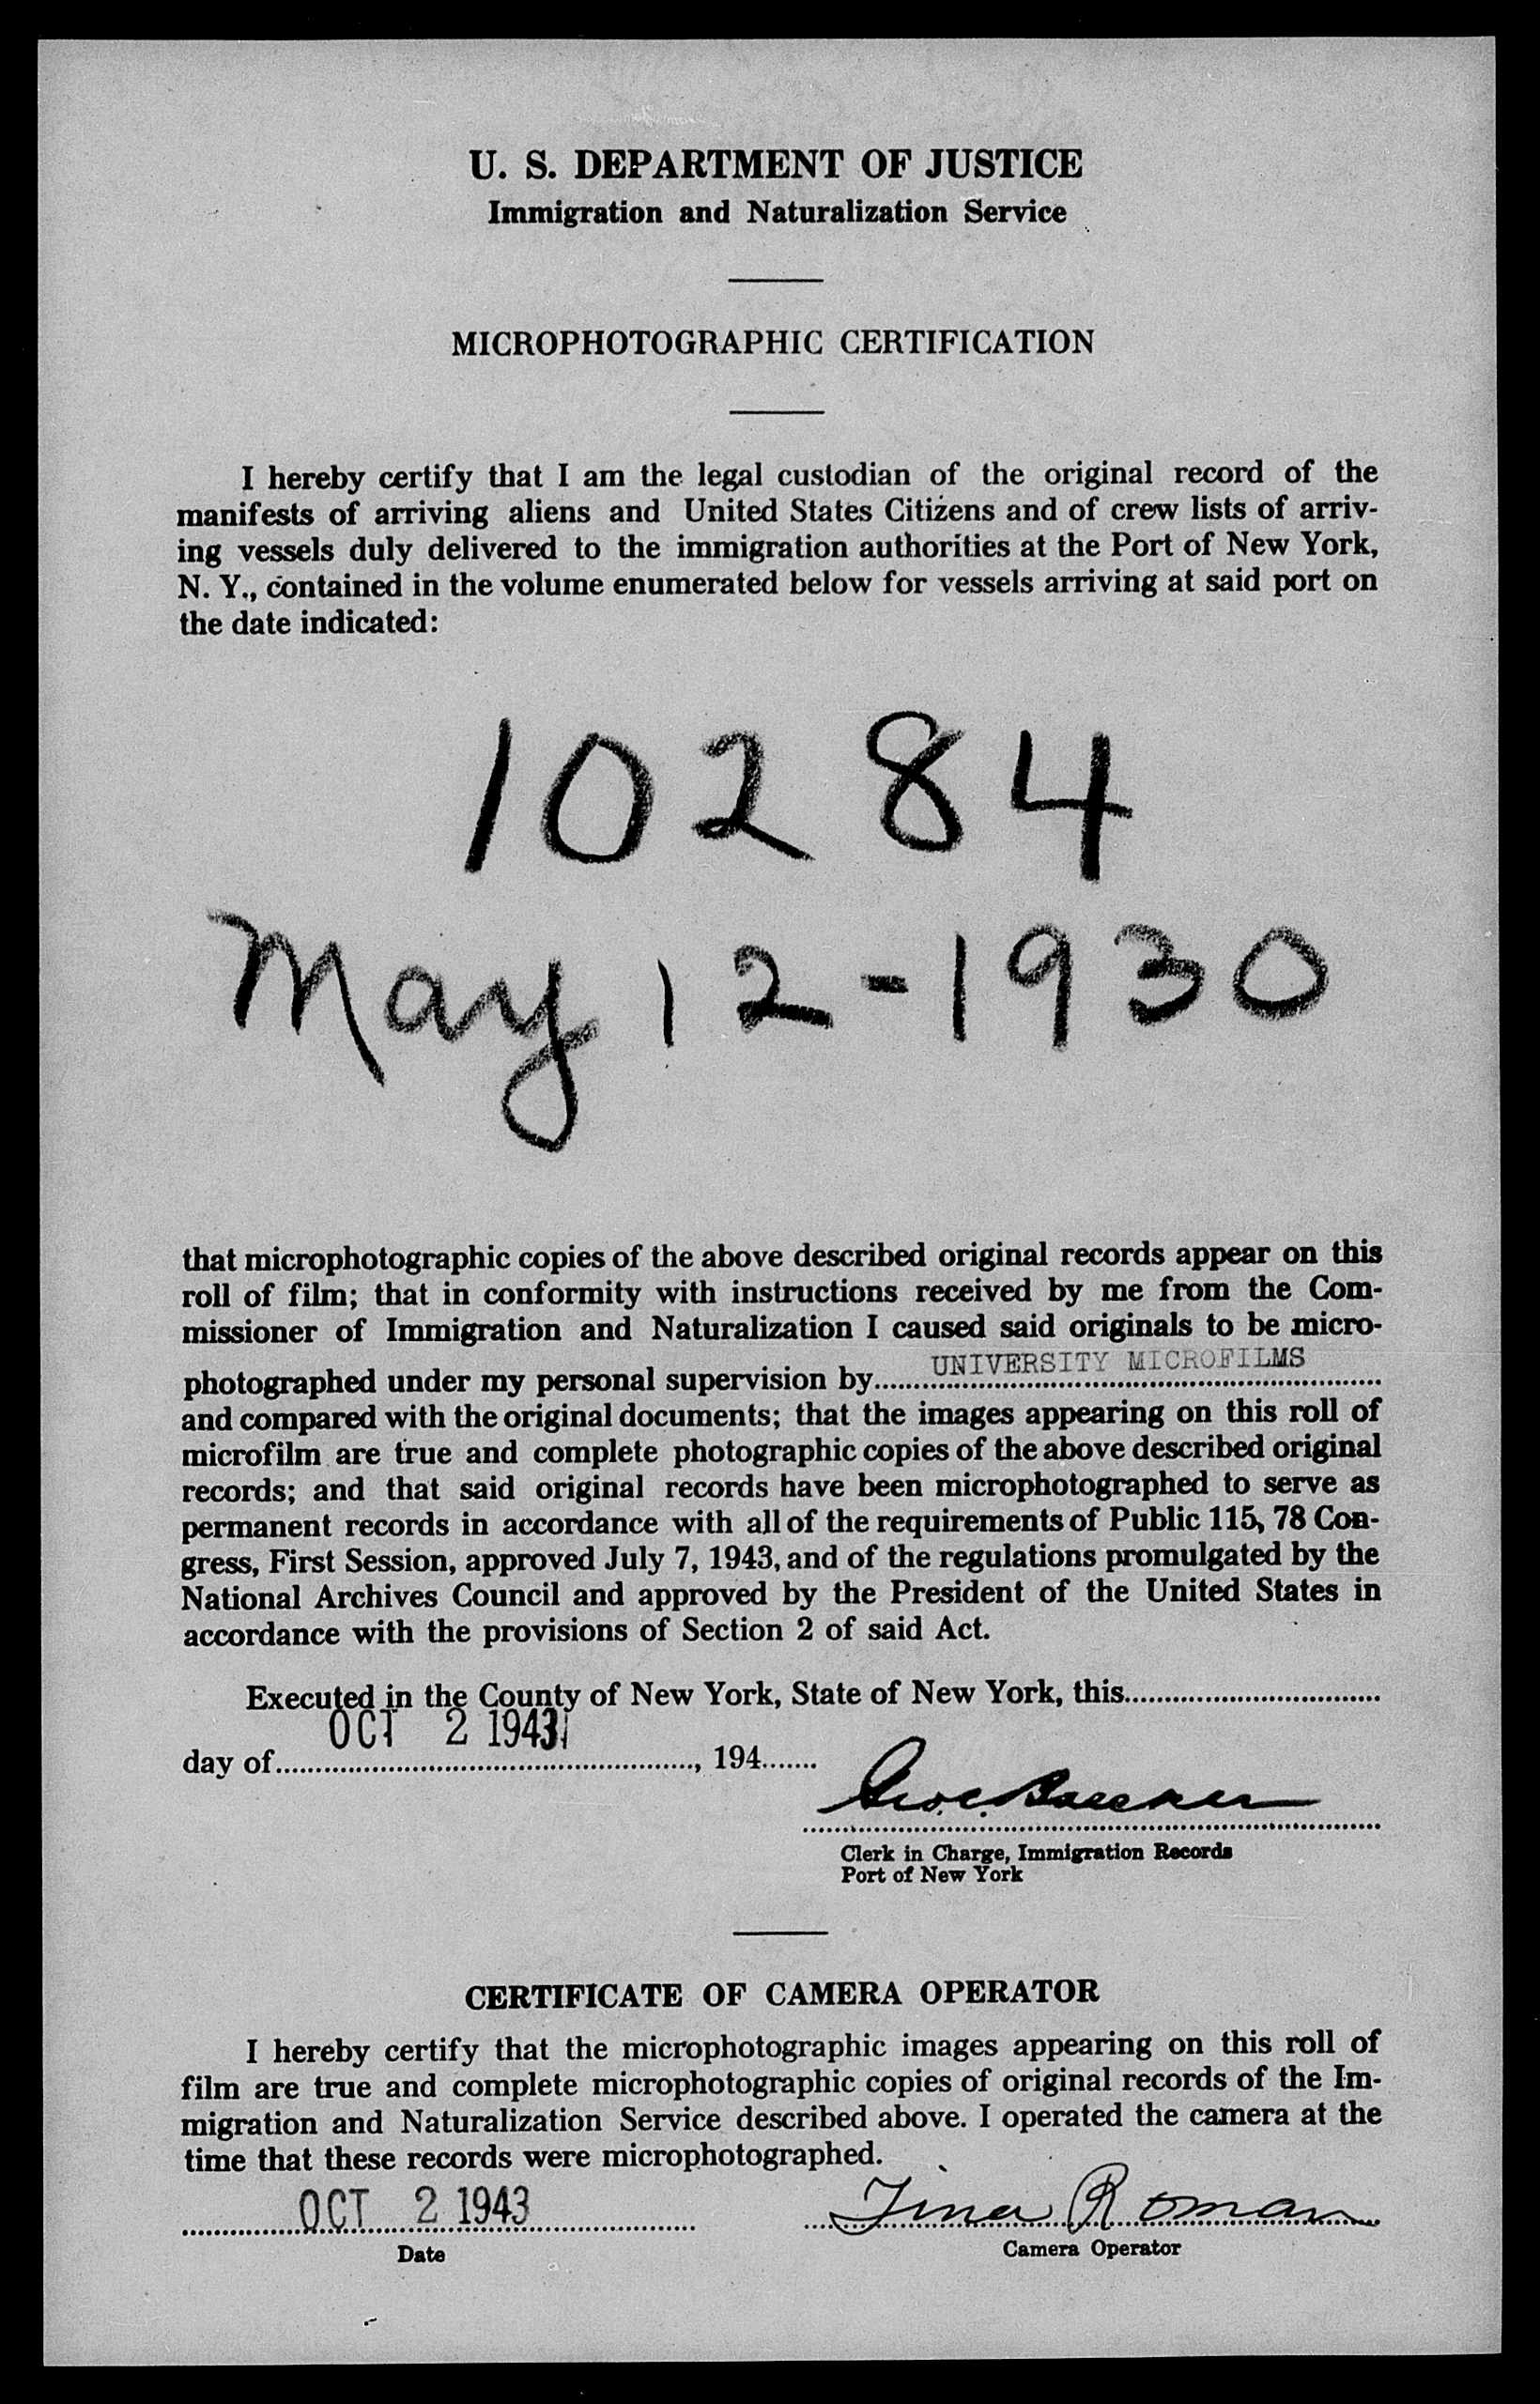 U. S. DEPARTMENT OF JUSTICE
Immigration and Naturalization Service
MICROPHOTOGRAPHIC CERTIFICATION
I hereby certify that I am the legal custodian of the original record of the
manifests of arriving aliens and United States Citizens and of crew lists of arriv-
ing vessels duly delivered to the immigration authorities at the Port of New York,
N. Y., contained in the volume enumerated below for vessels arriving at said port on
the date indicated:
10284
May 12-1930
that microphotographic copies of the above described original records appear on this
roll of film; that in conformity with instructions received by me from the Com-
missioner of Immigration and Naturalization I caused said originals to be micro-
photographed under my personal supervision by UNIVERSITY MICROFILMS
and compared with the original documents; that the images appearing on this roll of
microfilm are true and complete photographic copies of the above described original
records; and that said original records have been microphotographed to serve as
permanent records in accordance with all of the requirements of Public 115, 78 Con-
gress, First Session, approved July 7, 1943, and of the regulations promulgated by the
National Archives Council and approved by the President of the United States in
accordance with the provisions of Section 2 of said Act.
Executed in the County of New York, State of New York, this
OCT 2 1943
day of, 194
Clerk in Charge, Immigration Records
Port of New York
CERTIFICATE OF CAMERA OPERATOR
I hereby certify that the microphotographic images appearing on this roll of
film are true and complete microphotographic copies of original records of the Im-
migration and Naturalization Service described above. I operated the camera at the
time that these records were microphotographed.
OCT 2 1943 Tina Roman
Date Camera Operator